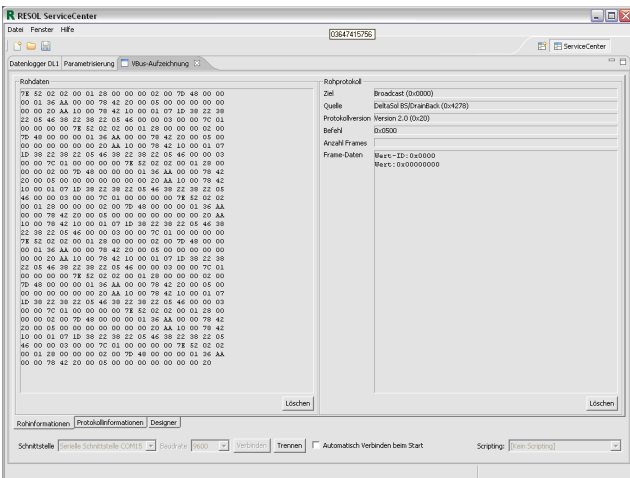 RESOL ServiceCenter
Datei Fenster Hilfe
03647415756
ServiceCenter
Datenlogger DL1 Parametrisierung VBus-Aufzeichnung
Rohdaten
7E 52 02 02 00 01 28 00 00 00 02 00 7D 48 00 00
00 01 36 AA 00 00 78 42 20 00 05 00 00 00 00 00
00 00 20 AA 10 00 78 42 10 00 01 07 1D 38 22 38
22 05 46 38 22 38 22 05 46 00 00 03 00 00 7C 01
00 00 00 00 7E 52 02 02 00 01 28 00 00 00 02 00
7D 48 00 00 00 01 36 AA 00 00 78 42 20 00 05 00
00 00 00 00 00 00 20 AA 10 00 78 42 10 00 01 07
1D 38 22 38 22 05 46 38 22 38 22 05 46 00 00 03
00 00 7C 01 00 00 00 00 7E 52 02 02 00 01 28 00
00 00 02 00 7D 48 00 00 00 01 36 AA 00 00 78 42
20 00 05 00 00 00 00 00 00 00 20 AA 10 00 78 42
10 00 01 07 1D 38 22 38 22 05 46 38 22 38 22 05
46 00 00 03 00 00 7C 01 00 00 00 00 7E 52 02 02
00 01 28 00 00 00 02 00 7D 48 00 00 00 01 36 AA
00 00 78 42 20 00 05 00 00 00 00 00 00 00 20 AA
10 00 78 42 10 00 01 07 1D 38 22 38 22 05 46 38
22 38 22 05 46 00 00 03 00 00 7C 01 00 00 00 00
7E 52 02 02 00 01 28 00 00 00 02 00 7D 48 00 00
00 01 36 AA 00 00 78 42 20 00 05 00 00 00 00 00
00 00 20 AA 10 00 78 42 10 00 01 07 1D 38 22 38
22 05 46 38 22 38 22 05 46 00 00 03 00 00 7C 01
00 00 00 00 7E 52 02 02 00 01 28 00 00 00 02 00
7D 48 00 00 00 01 36 AA 00 00 78 42 20 00 05 00
00 00 00 00 00 00 20 AA 10 00 78 42 10 00 01 07
1D 38 22 38 22 05 46 38 22 38 22 05 46 00 00 03
00 00 7C 01 00 00 00 00 7E 52 02 02 00 01 28 00
00 00 02 00 7D 48 00 00 00 01 36 AA 00 00 78 42
20 00 05 00 00 00 00 00 00 00 20 AA 10 00 78 42
10 00 01 07 1D 38 22 38 22 05 46 38 22 38 22 05
46 00 00 03 00 00 7C 01 00 00 00 00 7E 52 02 02
00 01 28 00 00 00 02 00 7D 48 00 00 00 01 36 AA
00 00 78 42 20 00 05 00 00 00 00 00 00 00 20
Löschen
Rohprotokoll
Ziel Broadcast (0x0000)
Quelle DeltaSol BS/DrainBack (0x4278)
Protokollversion Version 2.0 (0x20)
Befehl 0x0500
Anzahl Frames
Frame-Daten Wert-ID:0x0000
Wert:0x00000000
Löschen
Rohinformationen Protokollinformationen Designer
Schnittstelle Serielle Schnittstelle COM15 Baudrate 9600 Verbinden Trennen Automatisch Verbinden beim Start Scripting: [Kein Scripting]